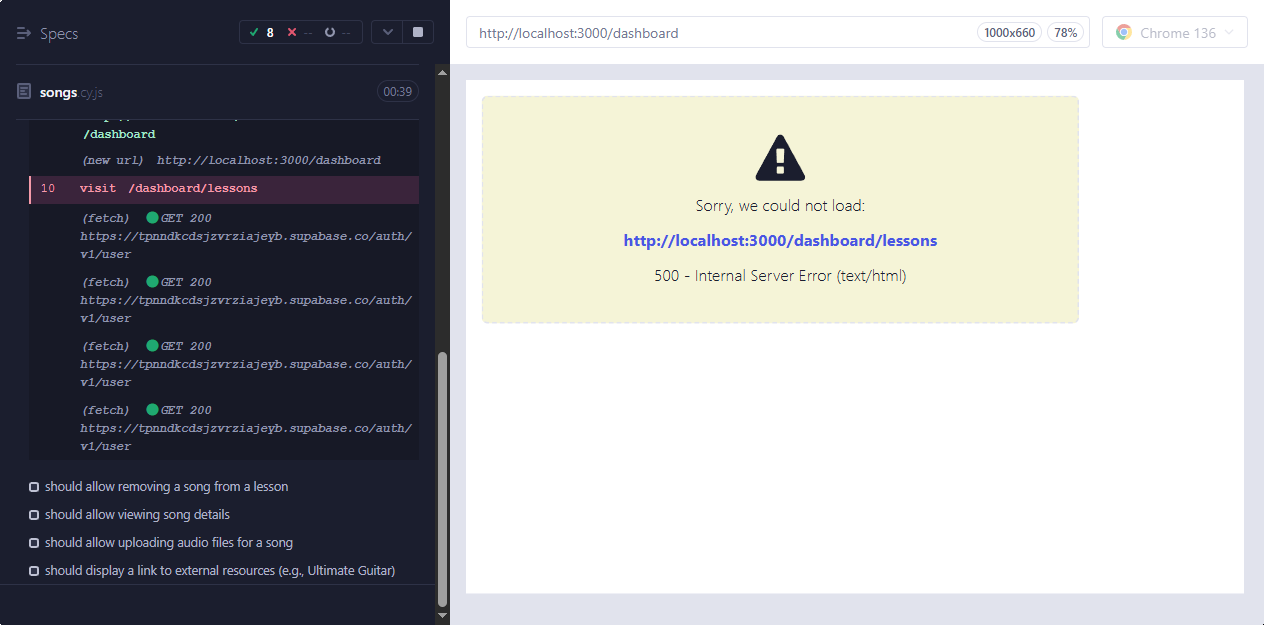 Specs
8 -- --
songs.cy.js
00:39
/dashboard
(new url) http://localhost:3000/dashboard
10 visit /dashboard/lessons
(fetch) GET 200
https://tpnndkcdsjzvrziajeyb.supabase.co/auth/
v1/user
(fetch) GET 200
https://tpnndkcdsjzvrziajeyb.supabase.co/auth/
v1/user
(fetch) GET 200
https://tpnndkcdsjzvrziajeyb.supabase.co/auth/
v1/user
(fetch) GET 200
https://tpnndkcdsjzvrziajeyb.supabase.co/auth/
v1/user
should allow removing a song from a lesson
should allow viewing song details
should allow uploading audio files for a song
should display a link to external resources (e.g., Ultimate Guitar)
http://localhost:3000/dashboard
1000x660
78%
Chrome 136
Sorry, we could not load:
http://localhost:3000/dashboard/lessons
500 - Internal Server Error (text/html)